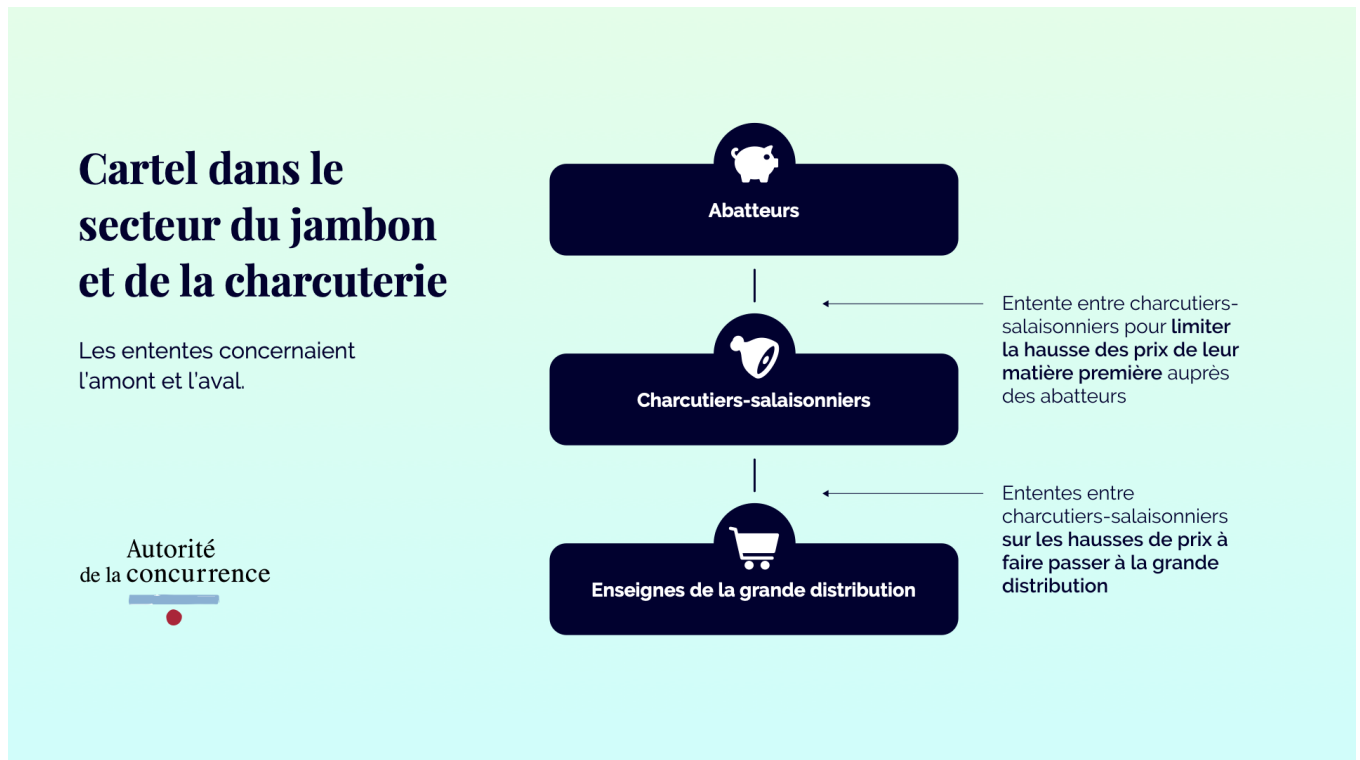 Cartel dans le
secteur du jambon
et de la charcuterie
Les ententes concernaient
l’amont et l’aval.
Autorité
de la concurrence
Abatteurs
Entente entre charcutiers-
salaisonniers pour limiter
la hausse des prix de leur
matière première auprès
des abatteurs
Charcutiers-salaisonniers
Ententes entre
charcutiers-salaisonniers
sur les hausses de prix à
faire passer à la grande
distribution
Enseignes de la grande distribution